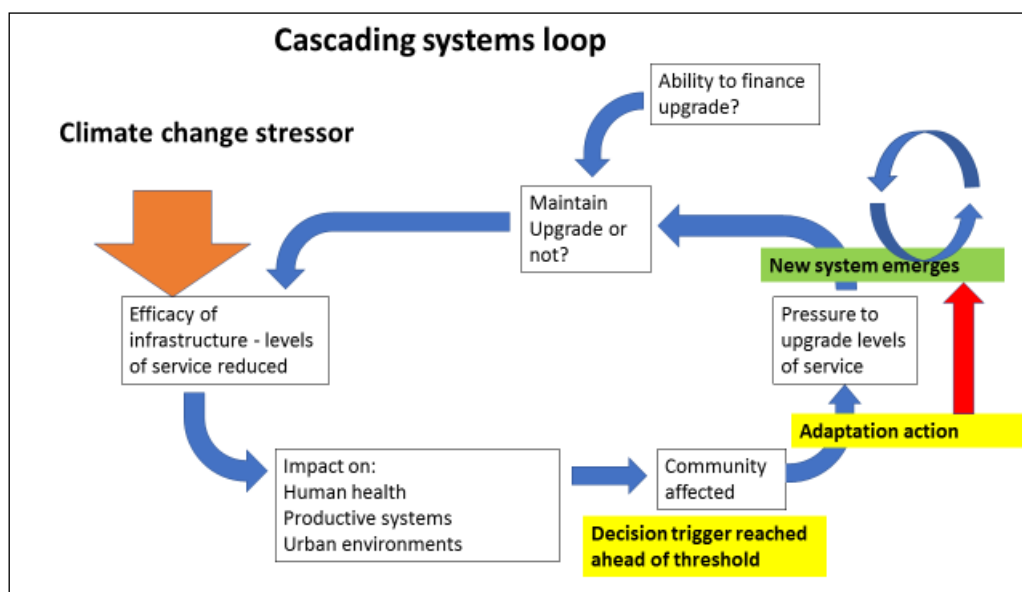 Cascading systems loop
Ability to finance
upgrade?
Climate change stressor
Maintain
Upgrade or
not?
New system emerges
Efficacy of
infrastructure - levels
of service reduced
Pressure to
upgrade levels
of service
Adaptation action
Impact on:
Human health
Productive systems
Urban environments
Community
affected
Decision trigger reached
ahead of threshold